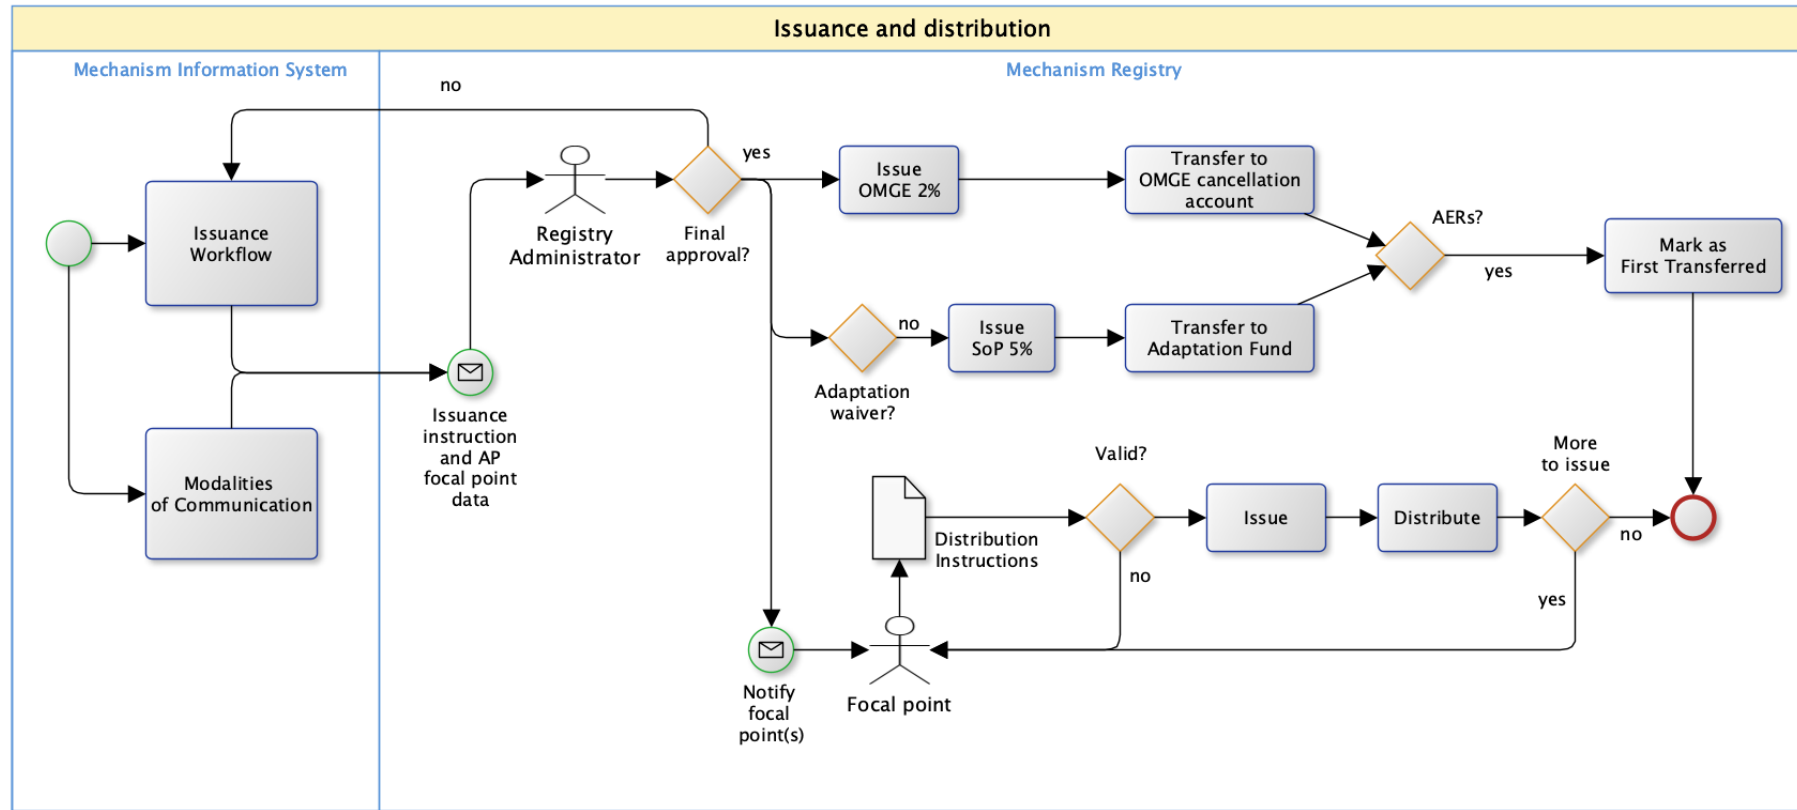 Issuance and distribution
Mechanism Information System
Mechanism Registry
no
yes
Issue
OMGE 2%
Transfer to
OMGE cancellation
account
AERs?
Issuance
Workflow
Registry
Administrator
Final
approval?
yes
Mark as
First Transferred
no
Issue
SoP 5%
Transfer to
Adaptation Fund
Adaptation
waiver?
Issuance
instruction
and AP
focal point
data
Modalities
of Communication
Valid?
More
to issue
Distribution
Instructions
Issue
Distribute
no
no
yes
Notify
focal
point(s)
Focal point